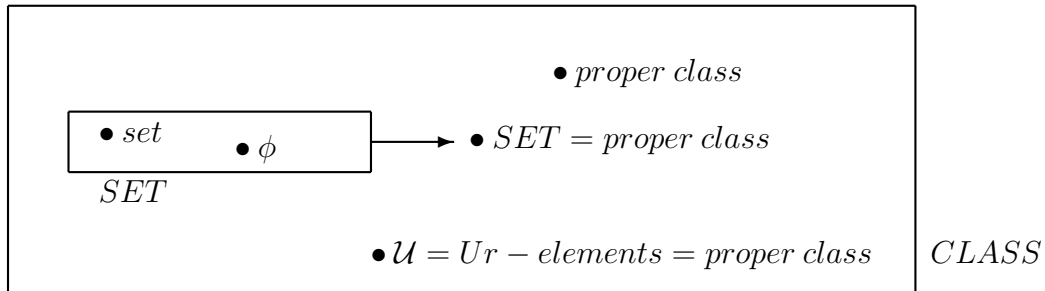 • proper class
• set
• ϕ
• SET = proper class
SET
• 𝒰 = Ur − elements = proper class
CLASS